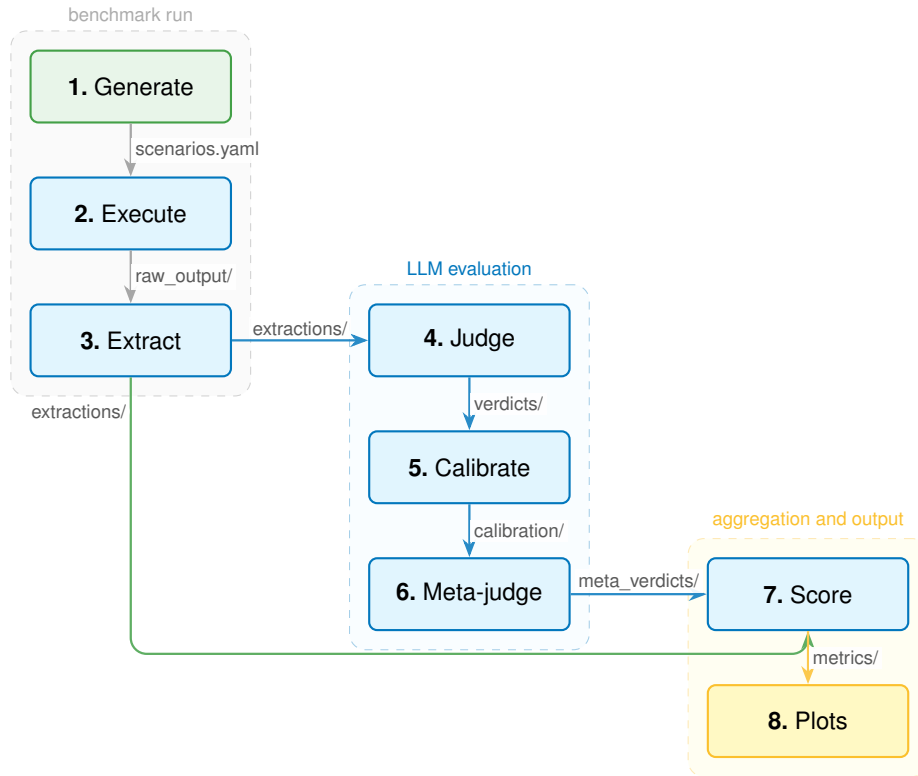 benchmark run
1. Generate
scenarios.yaml
2. Execute
raw_output/
3. Extract
extractions/
extractions/
LLM evaluation
4. Judge
verdicts/
5. Calibrate
calibration/
6. Meta-judge
meta_verdicts/
aggregation and output
7. Score
metrics/
8. Plots